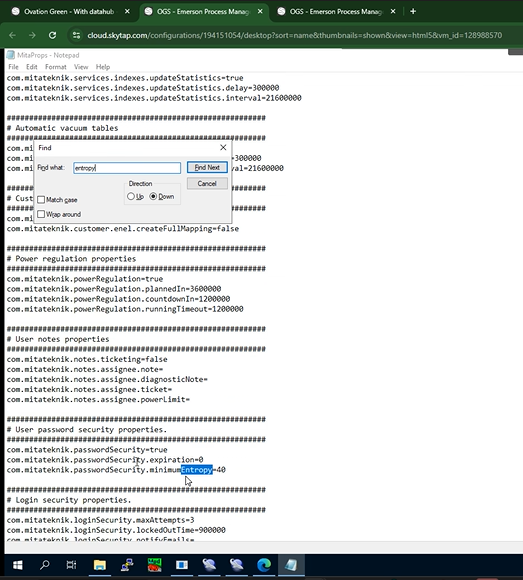 Ovation Green - With datahub
OGS - Emerson Process Mana
OGS - Emerson Process Mana
cloud.skytap.com/configurations/194151054/desktop?sort=name&thumbnails=shown&view=html5&vm_id=128988570
MitaProps - Notepad
File Edit Format View Help
com.mitateknik.services.indexes.updateStatistics=true
com.mitateknik.services.indexes.updateStatistics.delay=300000
com.mitateknik.services.indexes.updateStatistics.interval=21600000
################################################################
# Automatic vacuum tables
################################################################
com.mi
com.mi
=300000
com.mi
val=21600000
Find
Find what:
entropy
Find Next
Cancel
Direction
Up
Down
Match case
Wrap around
# Cust
com.mitateknik.customer.enel.createFullMapping=false
################################################################
# Power regulation properties
################################################################
com.mitateknik.powerRegulation=true
com.mitateknik.powerRegulation.plannedIn=3600000
com.mitateknik.powerRegulation.countdownIn=1200000
com.mitateknik.powerRegulation.runningTimeout=1200000
################################################################
# User notes properties
################################################################
com.mitateknik.notes.ticketing=false
com.mitateknik.notes.assignee.note=
com.mitateknik.notes.assignee.diagnosticNote=
com.mitateknik.notes.assignee.ticket=
com.mitateknik.notes.assignee.powerLimit=
################################################################
# User password security properties.
################################################################
com.mitateknik.passwordSecurity=true
com.mitateknik.passwordSecurity.expiration=0
com.mitateknik.passwordSecurity.minimumEntropy=40
################################################################
# Login security properties.
################################################################
com.mitateknik.loginSecurity.maxAttempts=3
com.mitateknik.loginSecurity.lockedOutTime=900000
com.mitateknik.loginSecurity.notifyEmails=